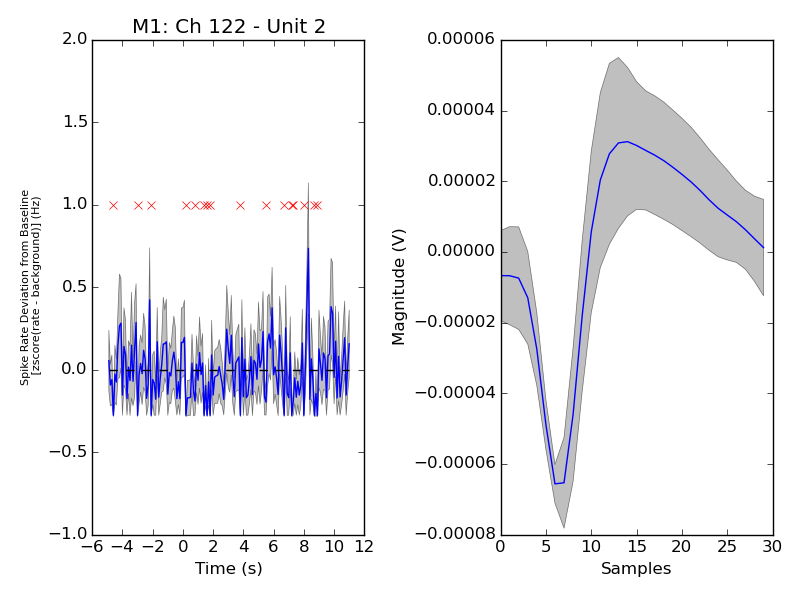 M1: Ch 122 - Unit 2
2.0
1.5
1.0
0.5
0.0
−0.5
−1.0
−6 −4 −2 0 2 4 6 8 10 12
Time (s)
Spike Rate Deviation from Baseline
[zscore(rate - background)] (Hz)
0.00006
0.00004
0.00002
0.00000
−0.00002
−0.00004
−0.00006
−0.00008
0 5 10 15 20 25 30
Samples
Magnitude (V)